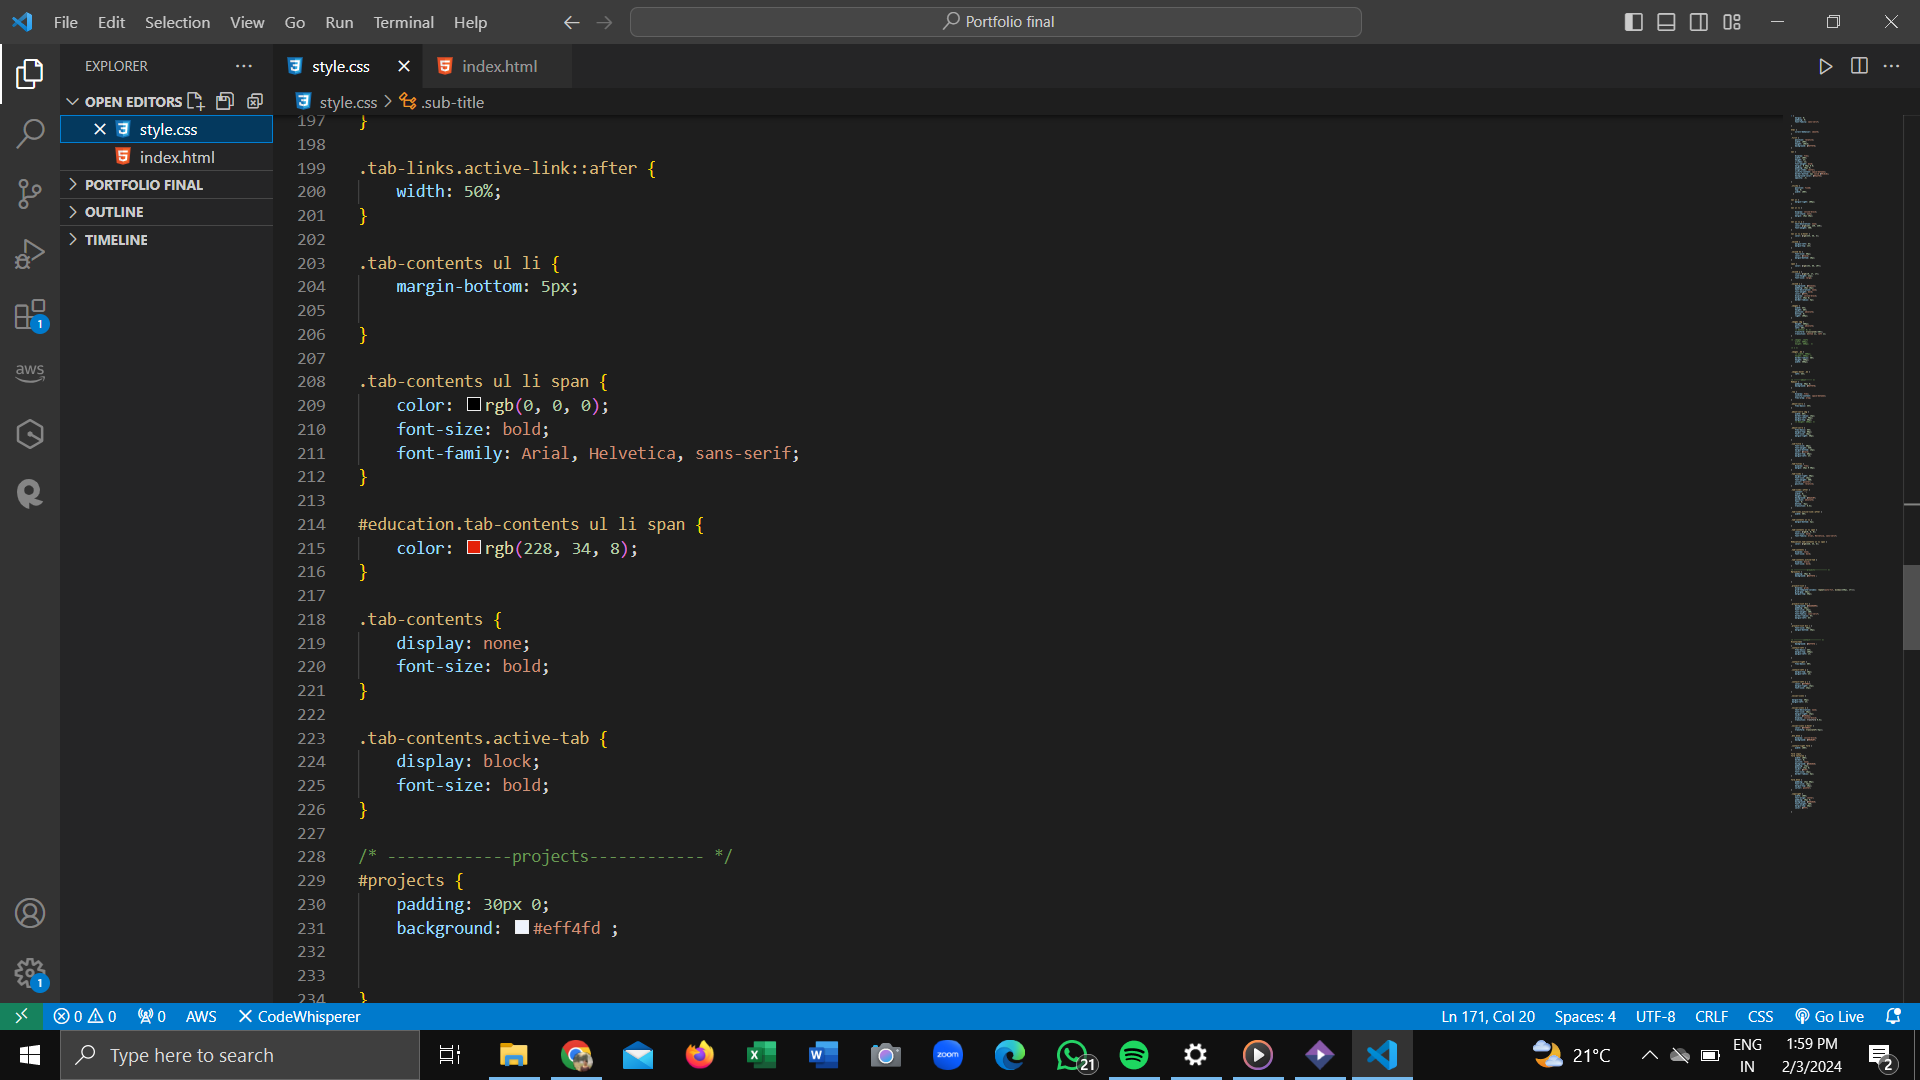 File Edit Selection View Go Run Terminal Help
Portfolio final
EXPLORER
style.css
index.html
OPEN EDITORS
style.css > .sub-title
style.css
index.html
PORTFOLIO FINAL
OUTLINE
TIMELINE
1
aws
1
197 }
198
199 .tab-links.active-link::after {
200 width: 50%;
201 }
202
203 .tab-contents ul li {
204 margin-bottom: 5px;
205
206 }
207
208 .tab-contents ul li span {
209 color: rgb(0, 0, 0);
210 font-size: bold;
211 font-family: Arial, Helvetica, sans-serif;
212 }
213
214 #education.tab-contents ul li span {
215 color: rgb(228, 34, 8);
216 }
217
218 .tab-contents {
219 display: none;
220 font-size: bold;
221 }
222
223 .tab-contents.active-tab {
224 display: block;
225 font-size: bold;
226 }
227
228 /* -------------projects------------ */
229 #projects {
230 padding: 30px 0;
231 background: #eff4fd ;
232
233
234 }
0 0 0 AWS CodeWhisperer Ln 171, Col 20 Spaces: 4 UTF-8 CRLF CSS Go Live
Type here to search
zoom
21
21°C
ENG
IN
1:59 PM
2/3/2024
2